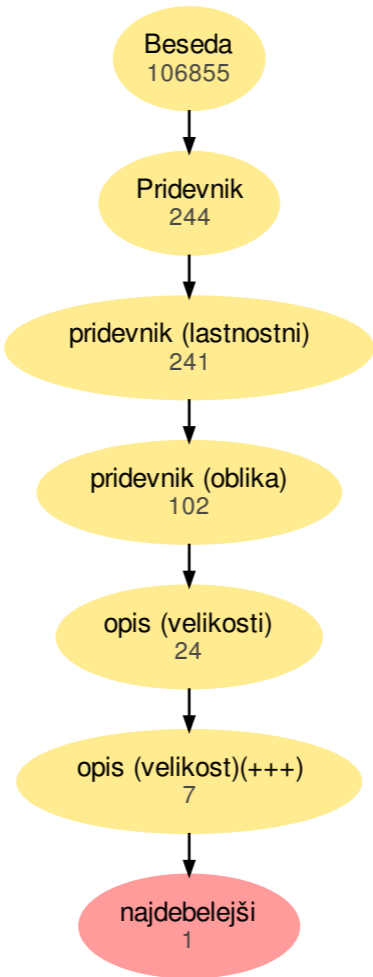 Beseda
106855
Pridevnik
244
pridevnik (lastnostni)
241
pridevnik (oblika)
102
opis (velikosti)
24
opis (velikost)(+++)
7
najdebelejši
1